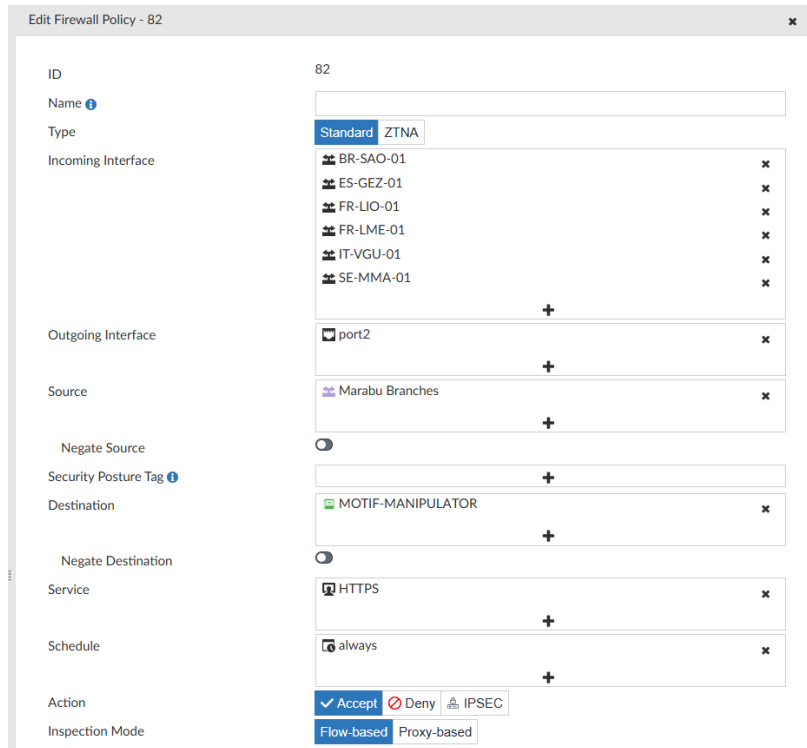 Edit Firewall Policy - 82
ID 82
Name
Type Standard ZTNA
Incoming Interface BR-SAO-01
ES-GEZ-01
FR-LIO-01
FR-LME-01
IT-VGU-01
SE-MMA-01
Outgoing Interface port2
Source Marabu Branches
Negate Source
Security Posture Tag
Destination MOTIF-MANIPULATOR
Negate Destination
Service HTTPS
Schedule always
Action Accept Deny IPSEC
Inspection Mode Flow-based Proxy-based